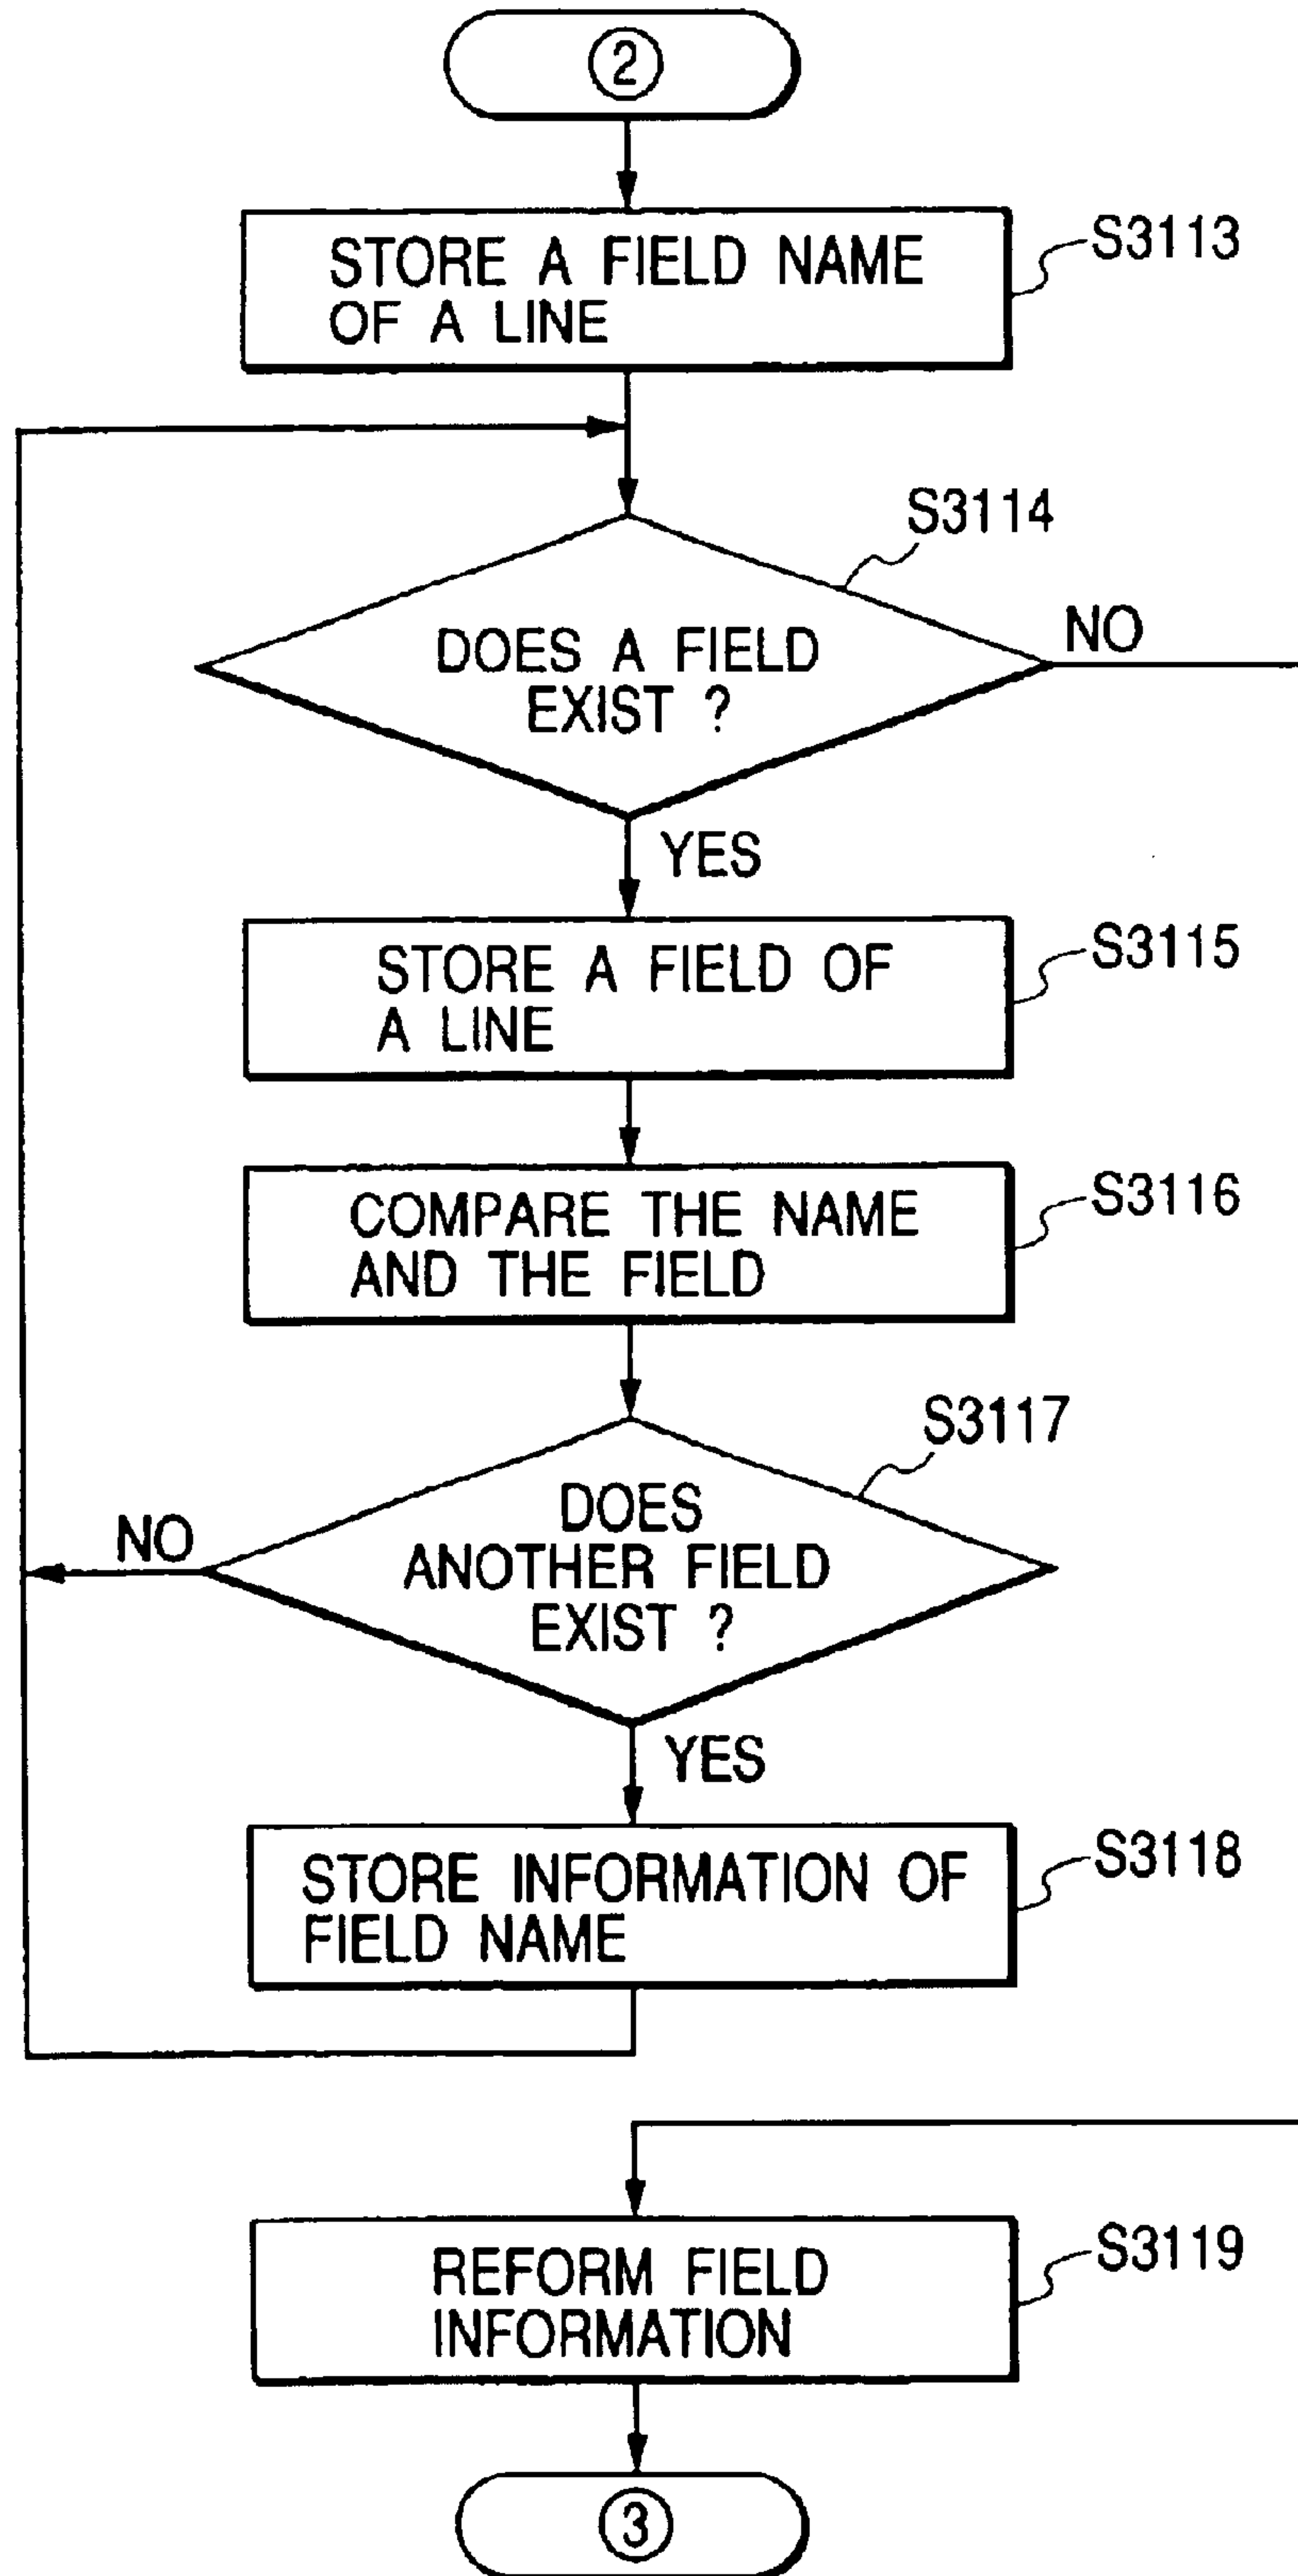 2
STORE A FIELD NAME
OF A LINE
S3113
S3114
DOES A FIELD
EXIST ?
NO
YES
STORE A FIELD OF
A LINE
S3115
COMPARE THE NAME
AND THE FIELD
S3116
S3117
DOES
ANOTHER FIELD
EXIST ?
NO
YES
STORE INFORMATION OF
FIELD NAME
S3118
REFORM FIELD
INFORMATION
S3119
3